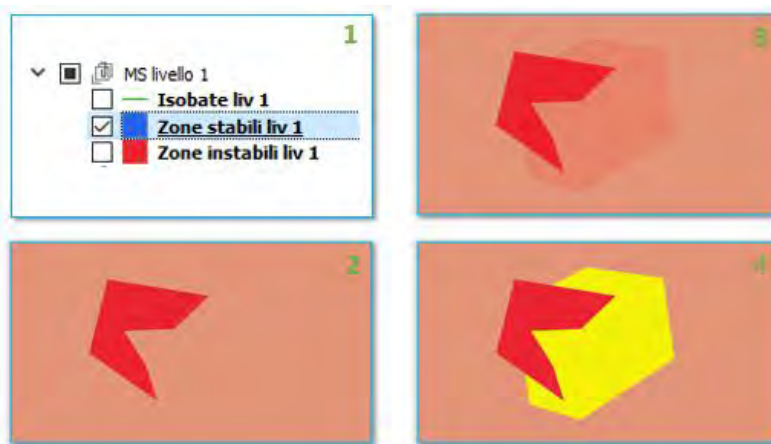 1
MS livello 1
Isobate liv 1
Zone stabili liv 1
Zone instabili liv 1
3
2
4